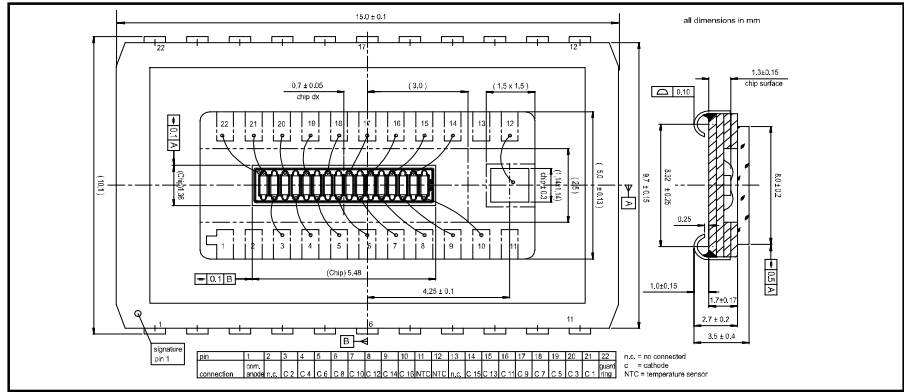 15.0 ± 0.1
all dimensions in mm
22
17
12
0.7 ± 0.05
chip dx
( 3,0 )
( 1,5 x 1,5 )
1.3±0.15
chip surface
0.10
22 21 20 19 18 17 16 15 14 13 12
0.1 A
(Chip)1,36
( 10,1 )
(1,14x1,14)
( 2,5 )
9.7 ± 0.15
A
8.32 ± 0.25
6.0 ± 0.2
0.25
1 2 3 4 5 6 7 8 9 10 11
0.1 B
(Chip) 5,48
4,25 ± 0.1
0.5 A
1.0±0.15
1.7±0.17
2.7 ± 0.2
3.5 ± 0.4
1
6
11
B
signature
pin 1
pin 1 2 3 4 5 6 7 8 9 10 11 12 13 14 15 16 17 18 19 20 21 22
connection com. anode n.c. C 2 C 4 C 6 C 8 C 10 C 12 C 14 C 16 NTC NTC n.c. C 15 C 13 C 11 C 9 C 7 C 5 C 3 C 1 guard ring
n.c. = no connected
c = cathode
NTC = temperature sensor